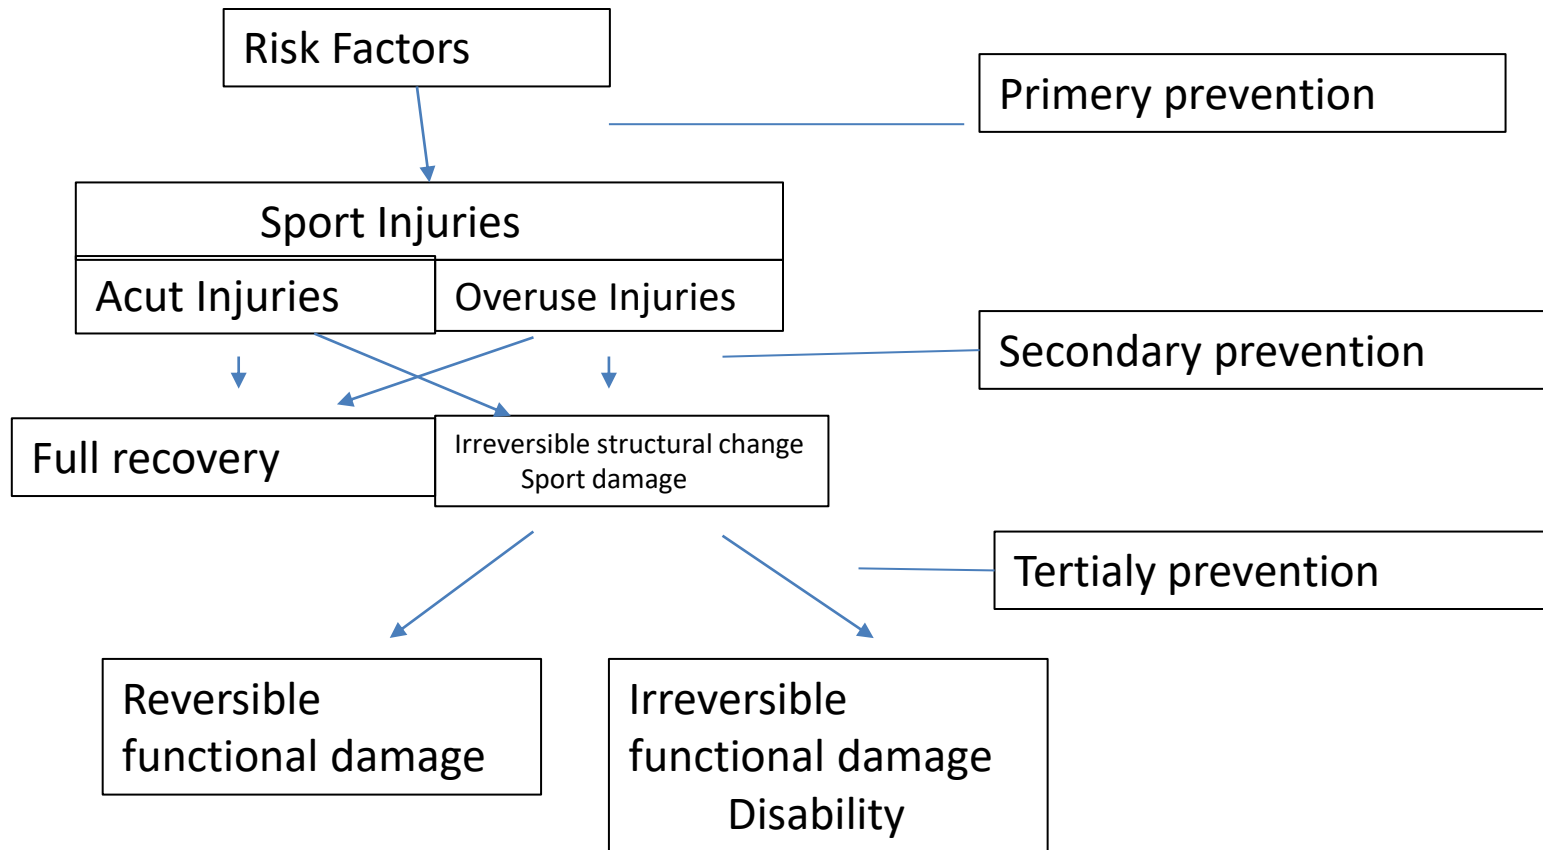 Risk Factors
Primery prevention
Sport Injuries
Acut Injuries
Overuse Injuries
Secondary prevention
Full recovery
Irreversible structural change
Sport damage
Tertialy prevention
Reversible
functional damage
Irreversible
functional damage
Disability